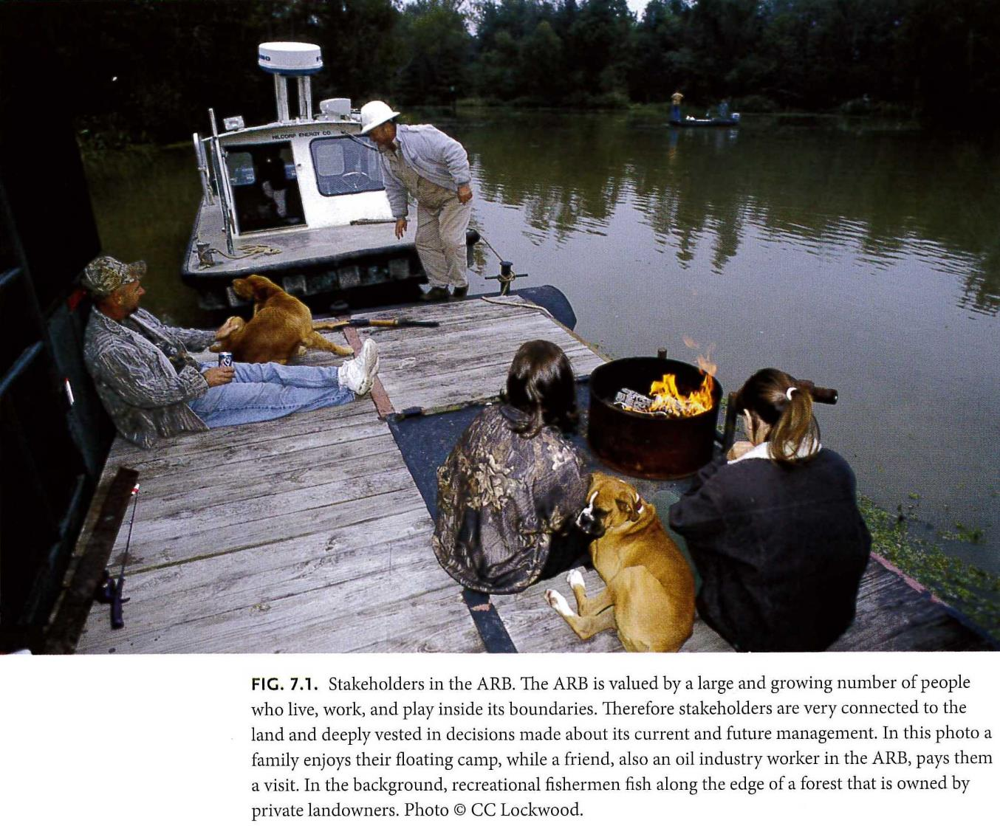 HILCORP ENERGY CO.
FIG. 7.1. Stakeholders in the ARB. The ARB is valued by a large and growing number of people
who live, work, and play inside its boundaries. Therefore stakeholders are very connected to the
land and deeply vested in decisions made about its current and future management. In this photo a
family enjoys their floating camp, while a friend, also an oil industry worker in the ARB, pays them
a visit. In the background, recreational fishermen fish along the edge of a forest that is owned by
private landowners. Photo © CC Lockwood.